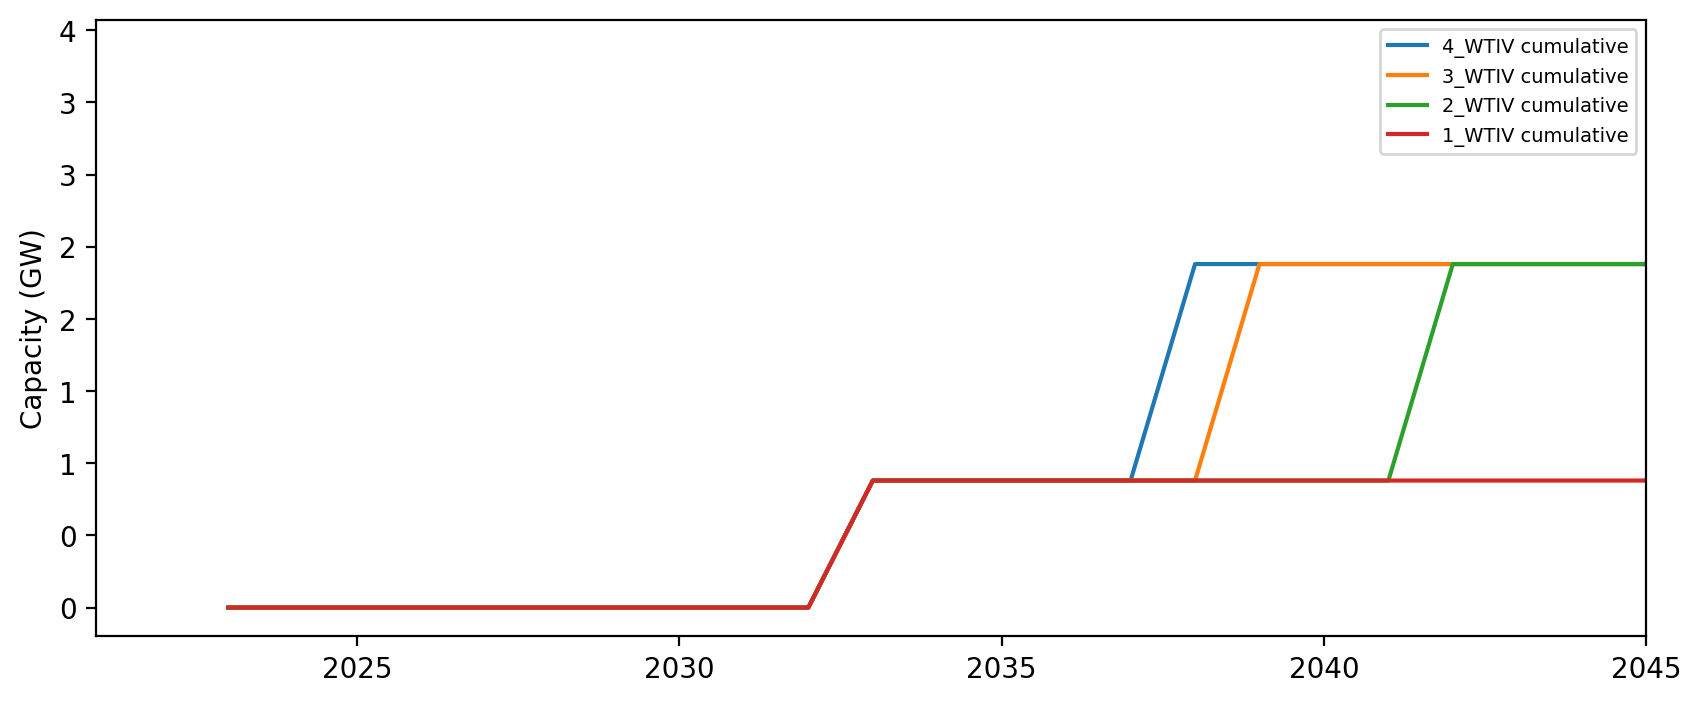 4
3
3
2
2
1
1
0
0
Capacity (GW)
2025
2030
2035
2040
2045
4_WTIV cumulative
3_WTIV cumulative
2_WTIV cumulative
1_WTIV cumulative